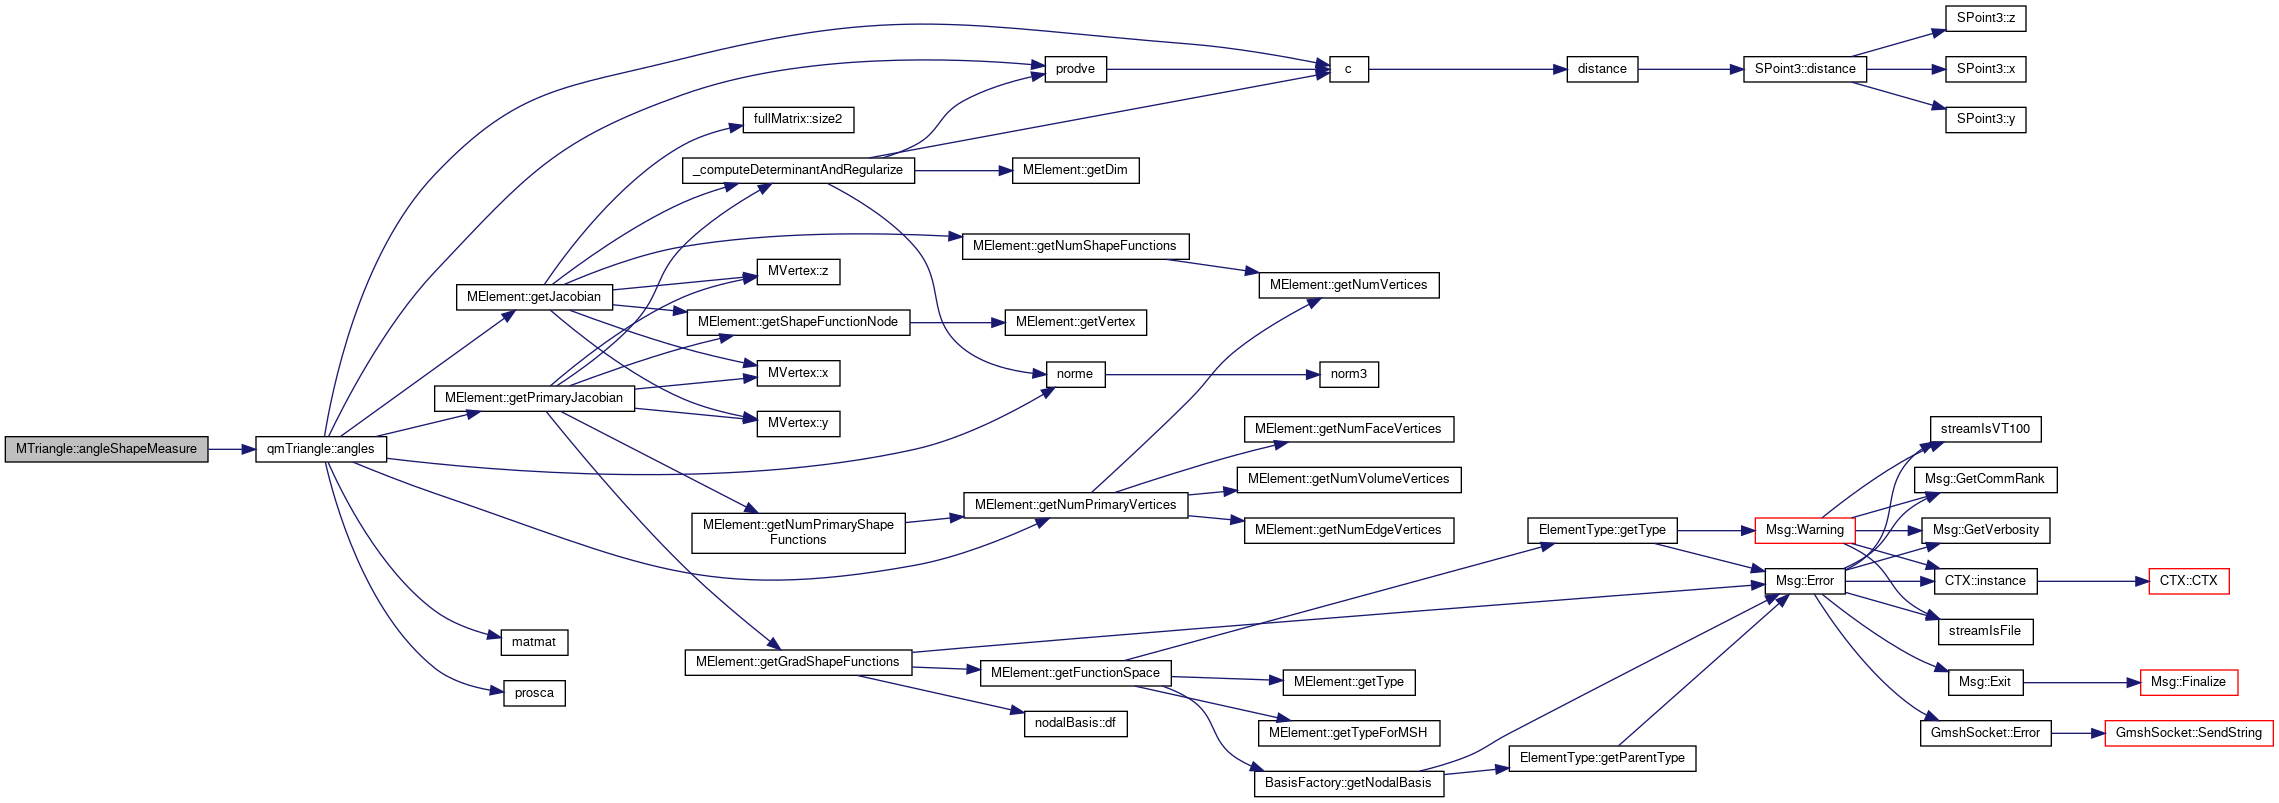 MTriangle::angleShapeMeasure
qmTriangle::angles
MElement::getJacobian
MElement::getPrimaryJacobian
matmat
prosca
fullMatrix::size2
_computeDeterminantAndRegularize
MVertex::z
MElement::getShapeFunctionNode
MVertex::x
MVertex::y
MElement::getNumPrimaryShape
Functions
MElement::getGradShapeFunctions
prodve
MElement::getDim
MElement::getNumShapeFunctions
MElement::getVertex
norme
MElement::getNumPrimaryVertices
MElement::getFunctionSpace
nodalBasis::df
c
MElement::getNumVertices
norm3
MElement::getNumFaceVertices
MElement::getNumVolumeVertices
MElement::getNumEdgeVertices
MElement::getType
MElement::getTypeForMSH
BasisFactory::getNodalBasis
distance
ElementType::getType
ElementType::getParentType
SPoint3::distance
Msg::Warning
Msg::Error
SPoint3::z
SPoint3::x
SPoint3::y
streamIsVT100
Msg::GetCommRank
Msg::GetVerbosity
CTX::instance
streamIsFile
Msg::Exit
GmshSocket::Error
CTX::CTX
Msg::Finalize
GmshSocket::SendString